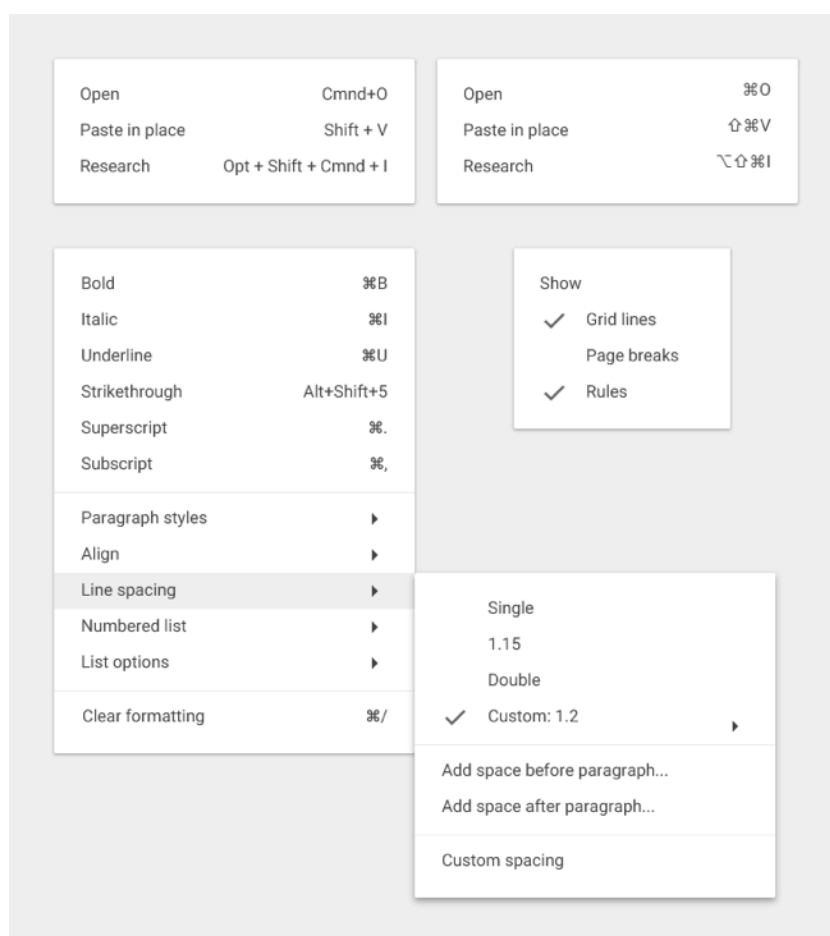 Open Cmnd+O
Paste in place Shift + V
Research Opt + Shift + Cmnd + I
Open ⌘O
Paste in place ⇧⌘V
Research ⌥⇧⌘I
Bold ⌘B
Italic ⌘I
Underline ⌘U
Strikethrough Alt+Shift+5
Superscript ⌘.
Subscript ⌘,
Paragraph styles
Align
Line spacing
Numbered list
List options
Clear formatting ⌘/
Show
Grid lines
Page breaks
Rules
Single
1.15
Double
Custom: 1.2
Add space before paragraph...
Add space after paragraph...
Custom spacing